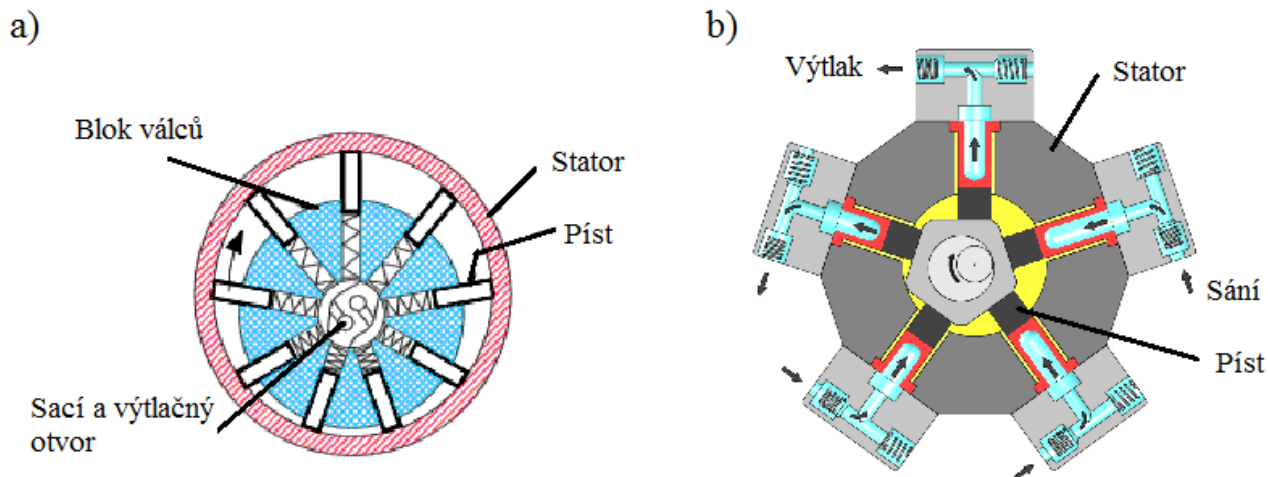 a)
Blok válců
Stator
Píst
Sací a výtlačný
otvor
b)
Výtlak
Stator
Sání
Píst